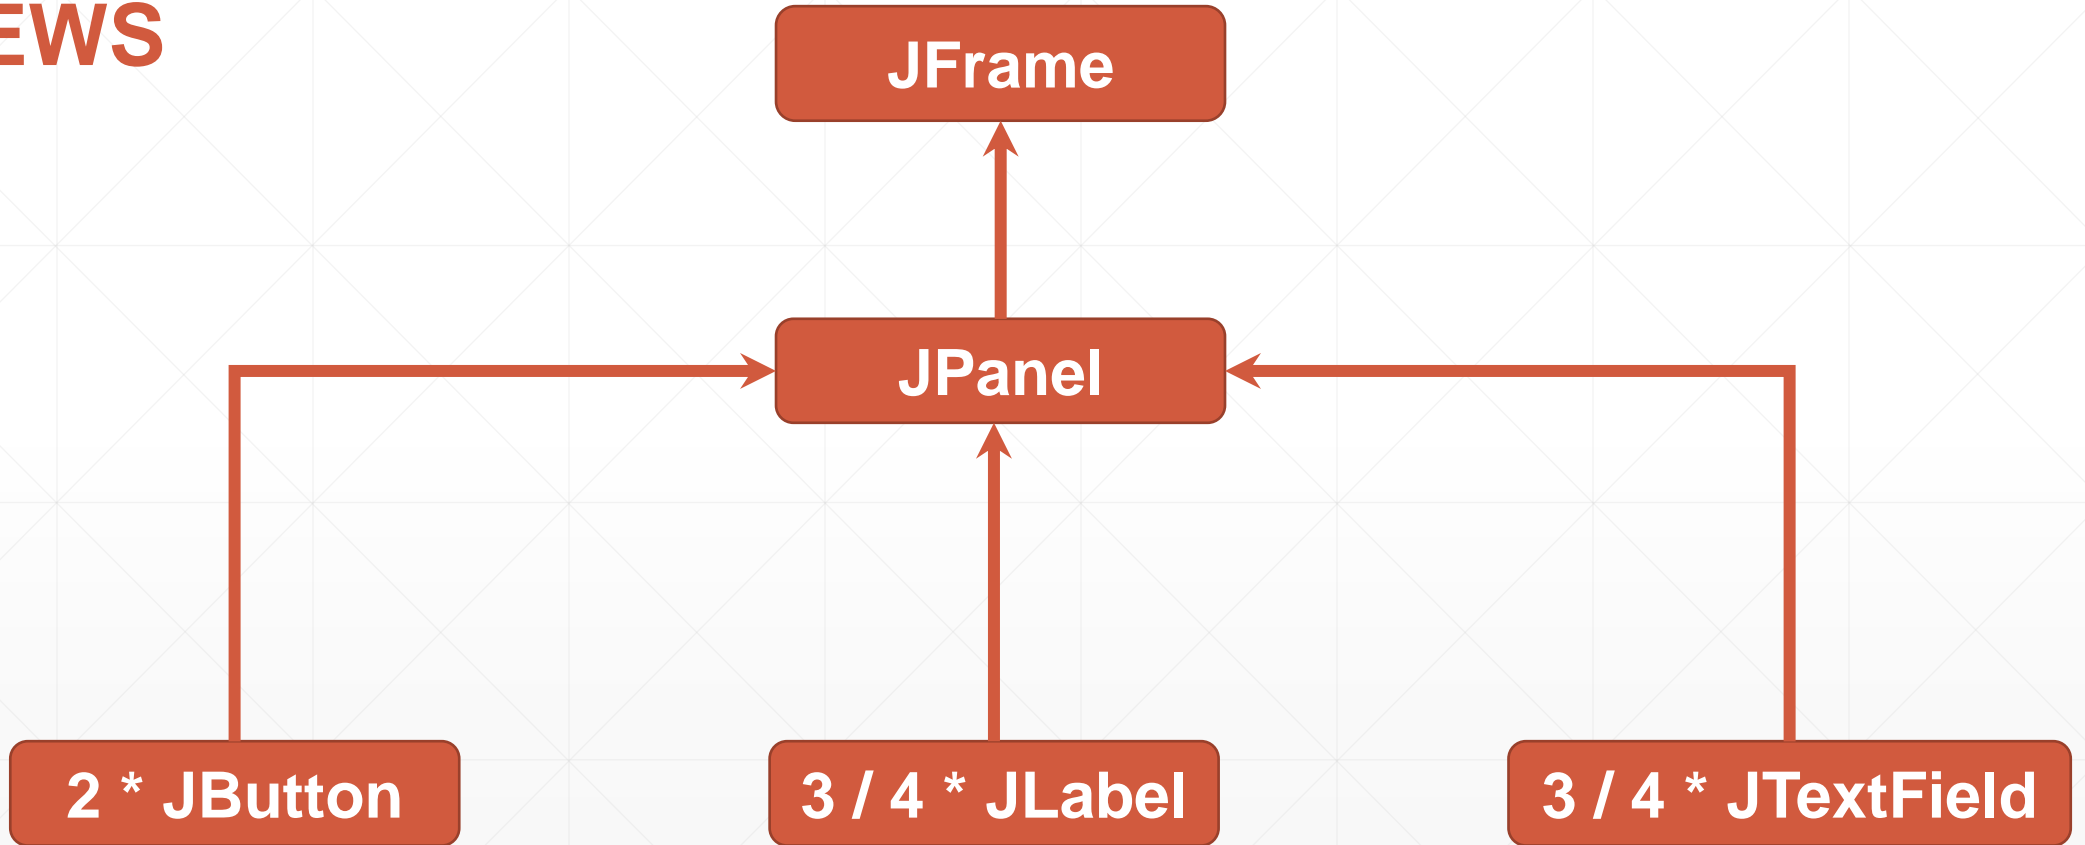 EWS
JFrame
JPanel
2 * JButton
3 / 4 * JLabel
3 / 4 * JTextField